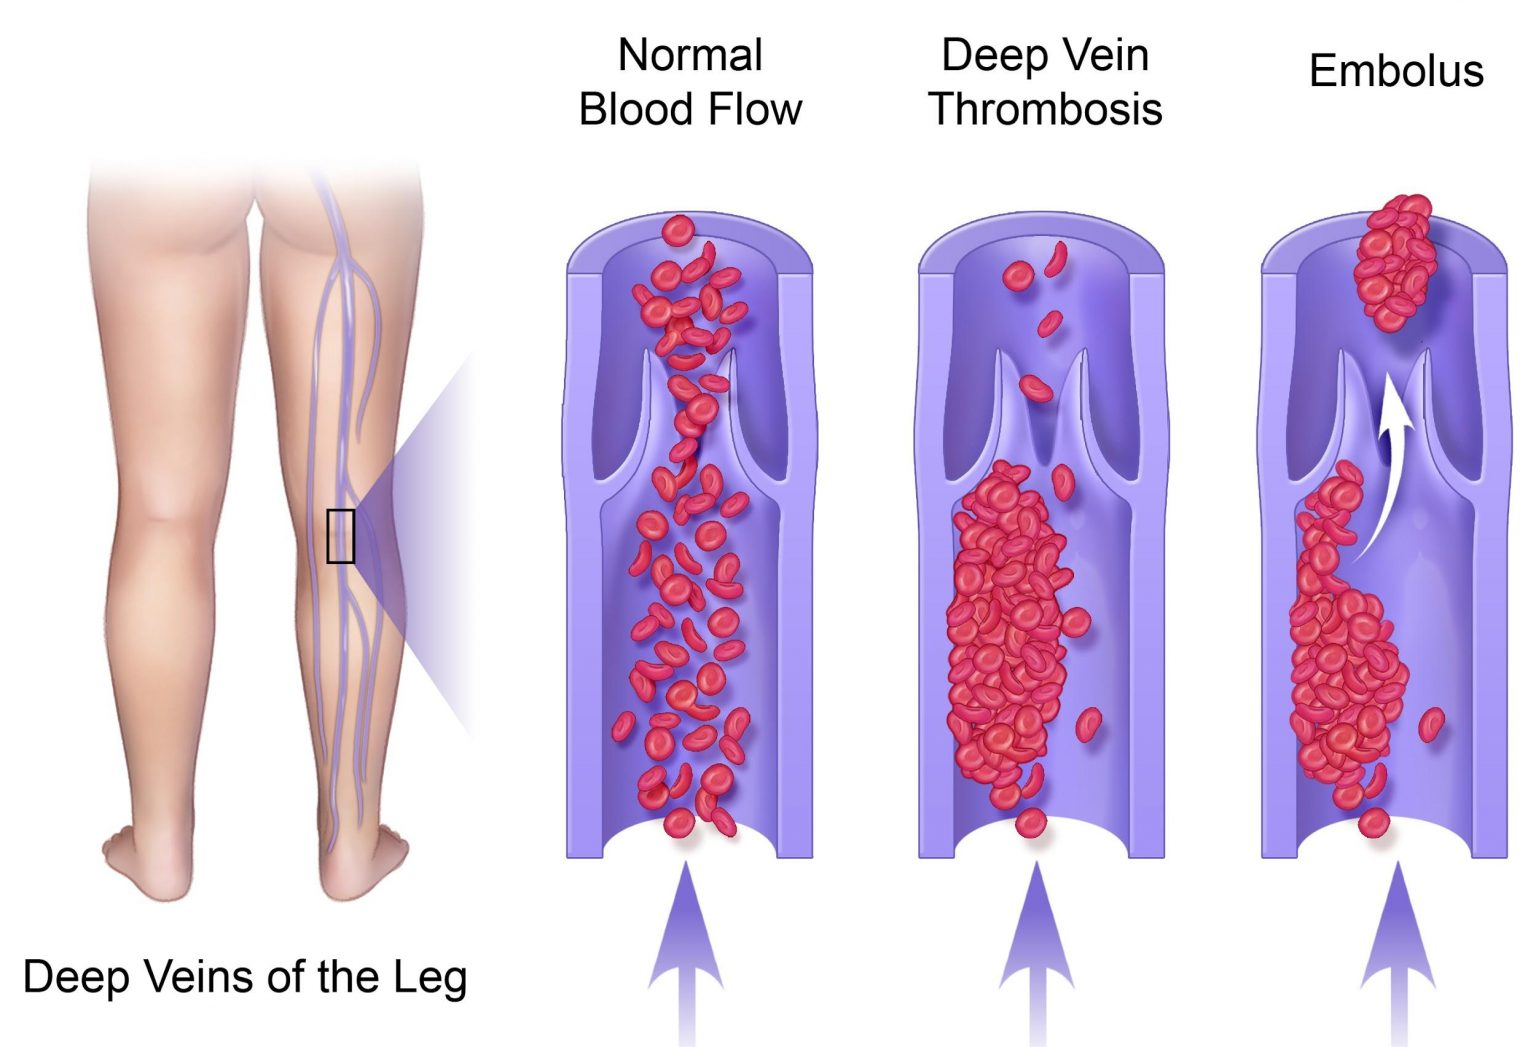 Normal
Blood Flow
Deep Vein
Thrombosis
Embolus
Deep Veins of the Leg